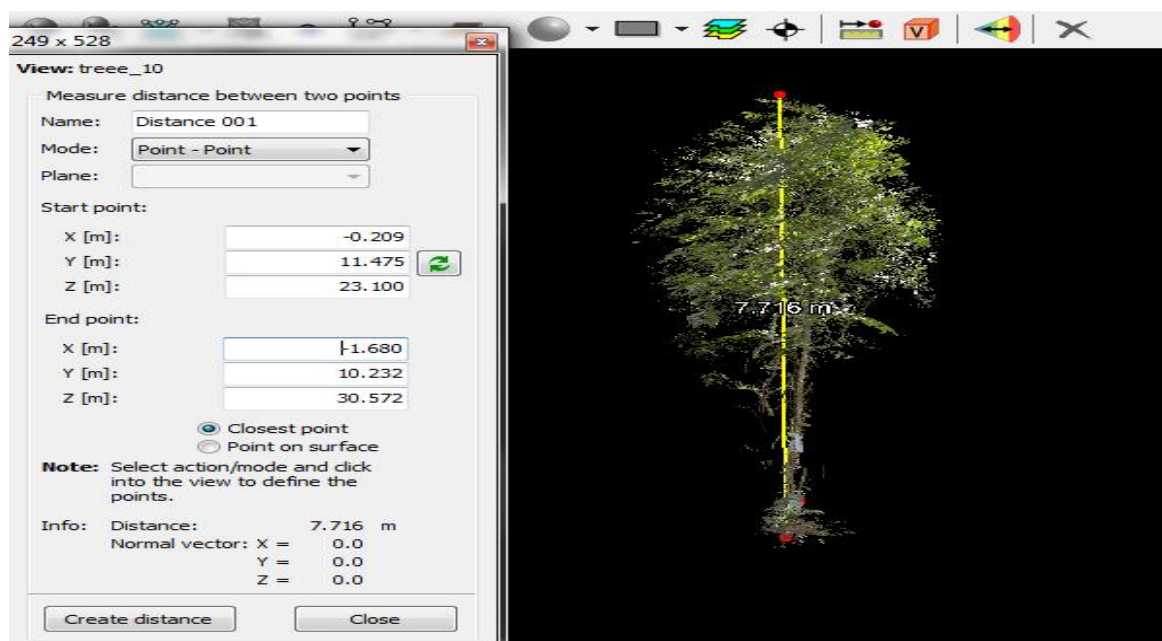 249 x 528
View: treee_10
Measure distance between two points
Name: Distance 001
Mode: Point - Point
Plane:
Start point:
X [m]: -0.209
Y [m]: 11.475
Z [m]: 23.100
End point:
X [m]: -1.680
Y [m]: 10.232
Z [m]: 30.572
Closest point
Point on surface
Note: Select action/mode and click
into the view to define the
points.
Info: Distance: 7.716 m
Normal vector: X = 0.0
Y = 0.0
Z = 0.0
Create distance Close
V
7.716 m